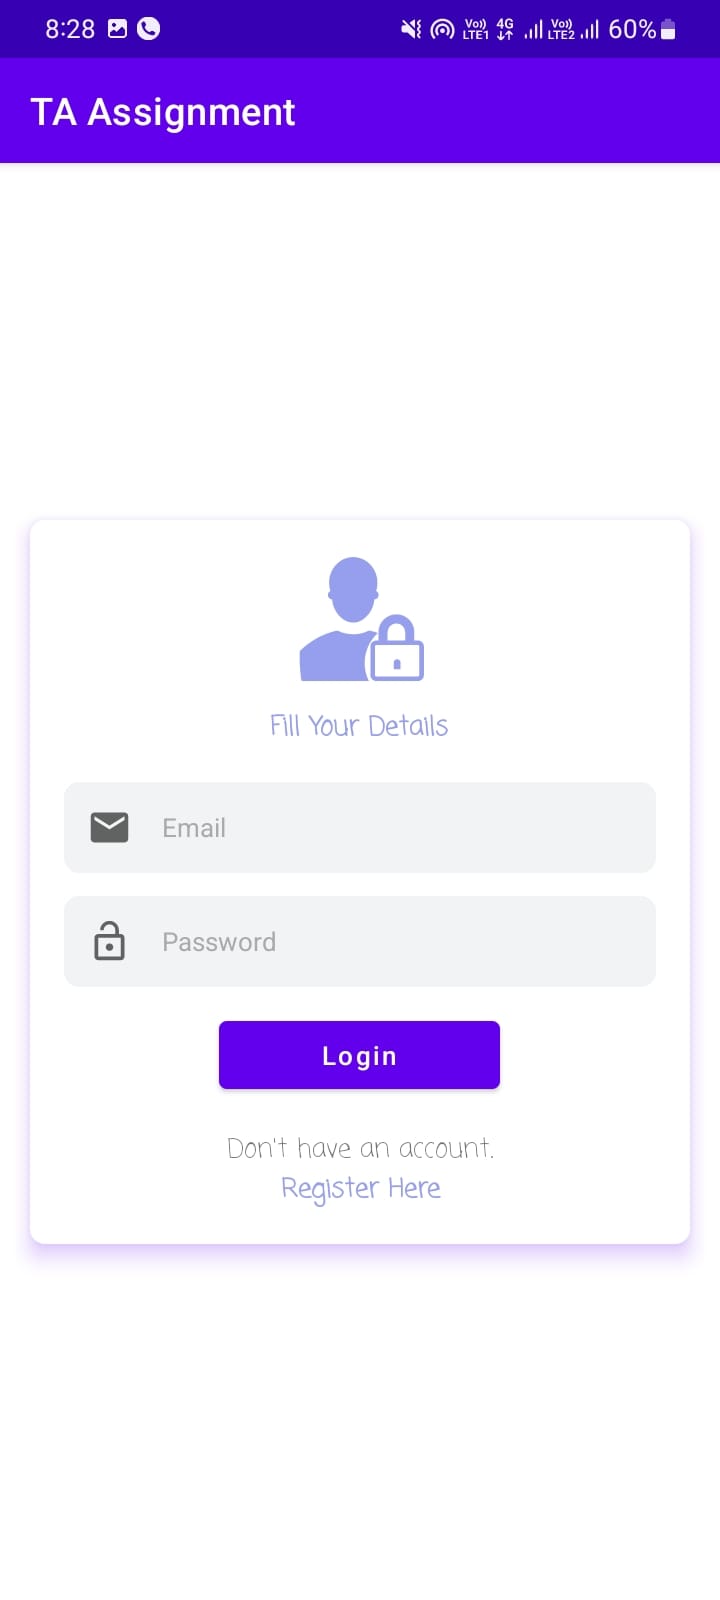 8:28 Vo)) LTE1 4G Vo)) LTE2 60%
TA Assignment
Fill Your Details
Email
Password
Login
Don't have an account.
Register Here